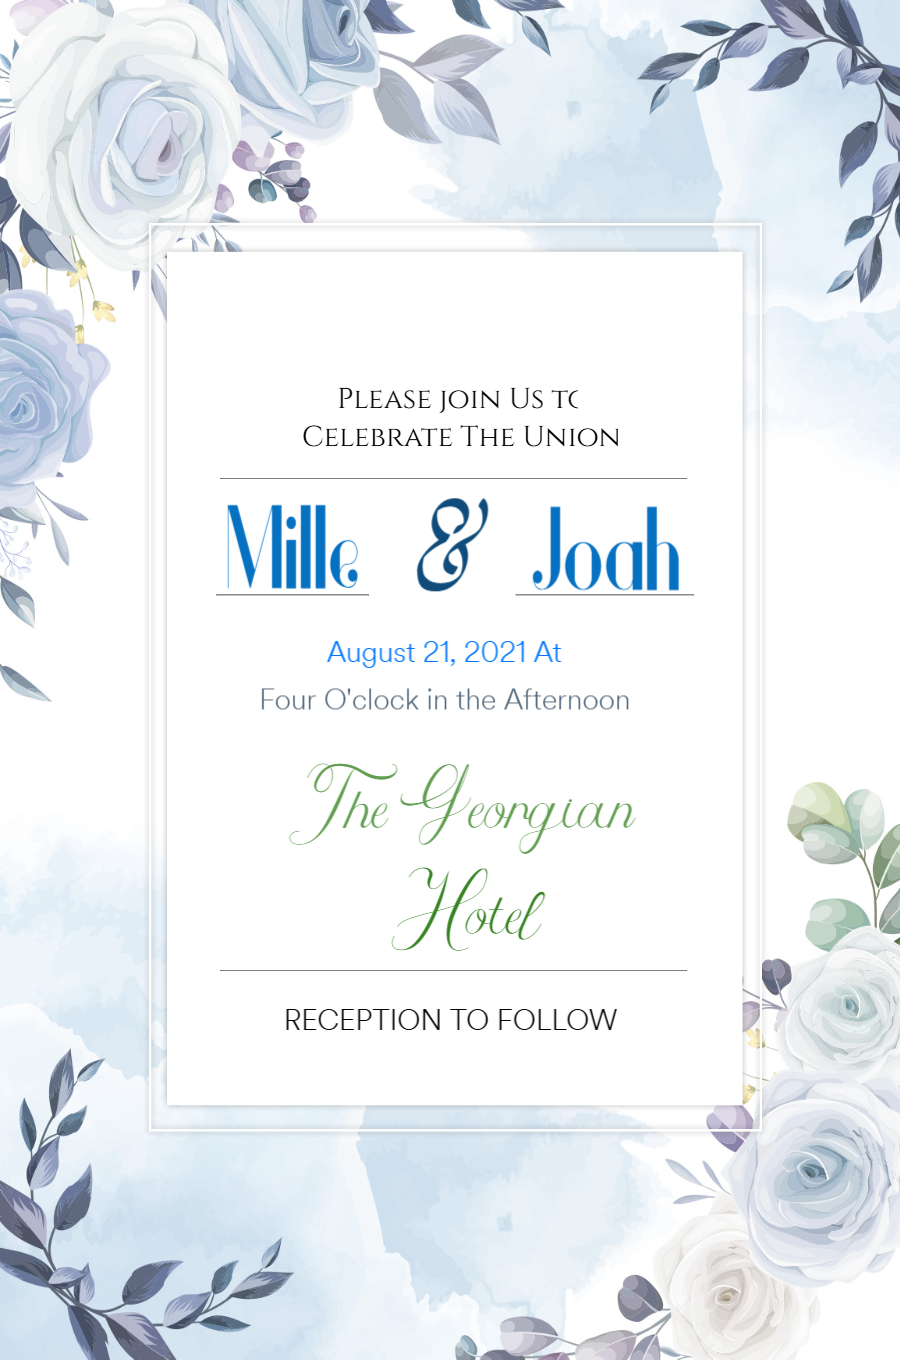 Please join Us to
Celebrate The Union
Mille & Joah
August 21, 2021 At
Four O'clock in the Afternoon
The Georgian
Hotel
RECEPTION TO FOLLOW